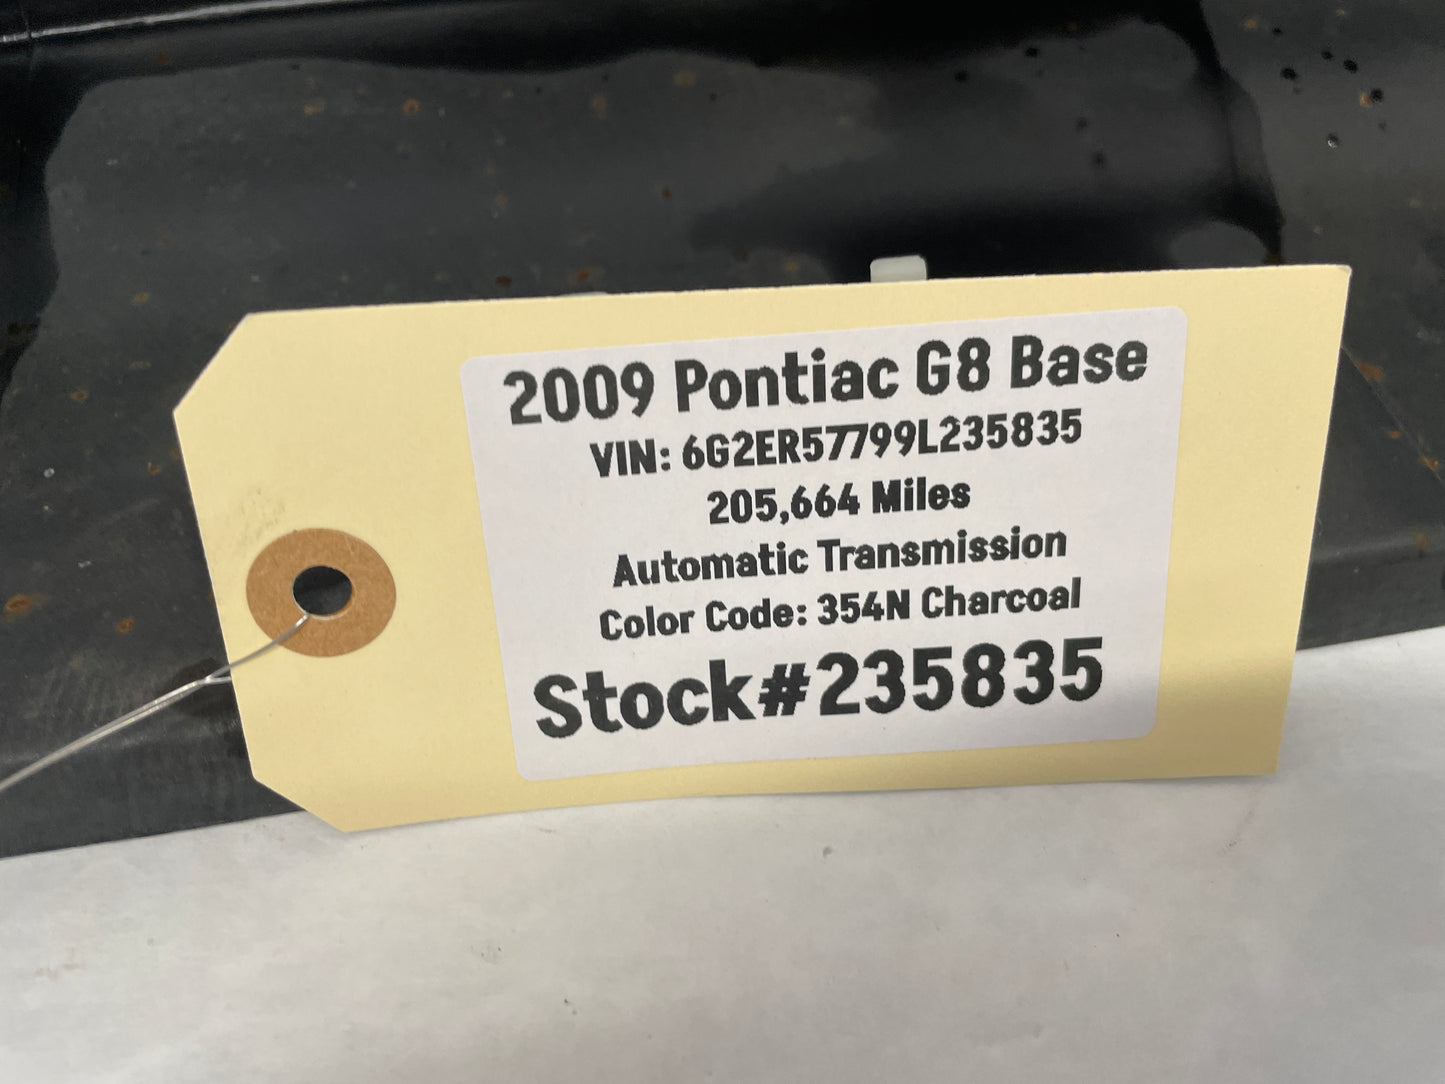 2009 Pontiac G8 Base
VIN: 6G2ER57799L235835
205,664 Miles
Automatic Transmission
Color Code: 354N Charcoal
Stock#235835